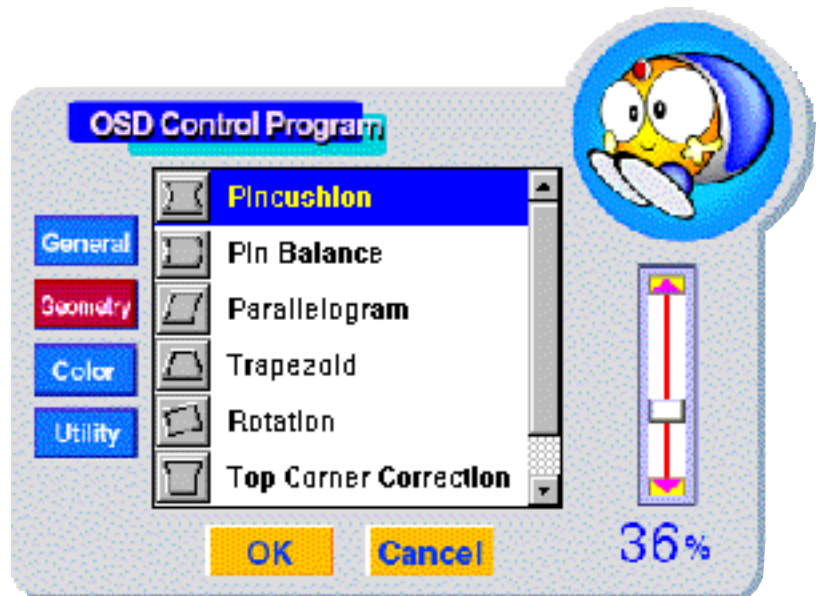 OSD Control Program
Pincushion
General
Pin Balance
Geometry
Parallelogram
Color
Trapezoid
Utility
Rotation
Top Corner Correction
OK
Cancel
36%